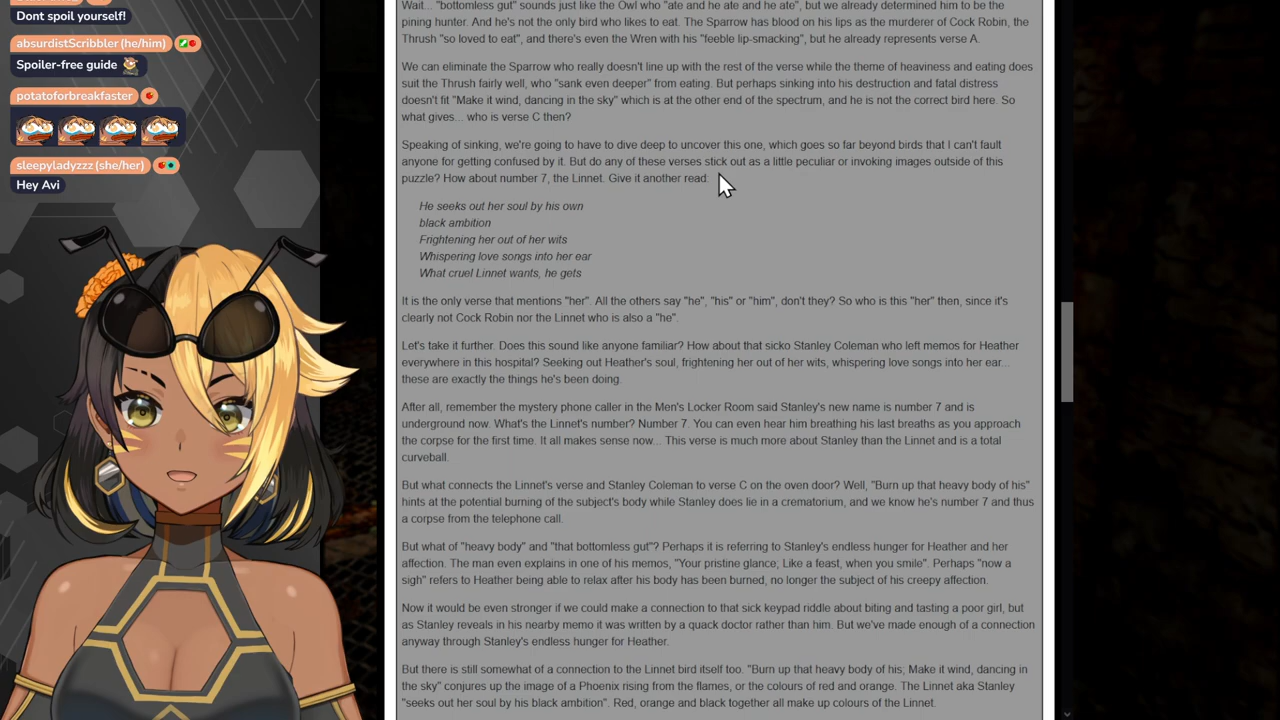 Dont spoil yourself!
absurdistScribbler (he/him)
Spoiler-free guide
potatoforbreakfaster
sleepyladyzzz (she/her)
Hey Avi
Wait... "bottomless gut" sounds just like the Owl who "ate and he ate and he ate", but we already determined him to be the
pining hunter. And he's not the only bird who likes to eat. The Sparrow has blood on his lips as the murderer of Cock Robin, the
Thrush "so loved to eat", and there's even the Wren with his "feeble lip-smacking", but he already represents verse A.
We can eliminate the Sparrow who really doesn't line up with the rest of the verse while the theme of heaviness and eating does
suit the Thrush fairly well, who "sank even deeper" from eating. But perhaps sinking into his destruction and fatal distress
doesn't fit "Make it wind, dancing in the sky" which is at the other end of the spectrum, and he is not the correct bird here. So
what gives... who is verse C then?
Speaking of sinking, we're going to have to dive deep to uncover this one, which goes so far beyond birds that I can't fault
anyone for getting confused by it. But do any of these verses stick out as a little peculiar or invoking images outside of this
puzzle? How about number 7, the Linnet. Give it another read:
He seeks out her soul by his own
black ambition
Frightening her out of her wits
Whispering love songs into her ear
What cruel Linnet wants, he gets
It is the only verse that mentions "her". All the others say "he", "his" or "him", don't they? So who is this "her" then, since it's
clearly not Cock Robin nor the Linnet who is also a "he".
Let's take it further. Does this sound like anyone familiar? How about that sicko Stanley Coleman who left memos for Heather
everywhere in this hospital? Seeking out Heather's soul, frightening her out of her wits, whispering love songs into her ear...
these are exactly the things he's been doing.
After all, remember the mystery phone caller in the Men's Locker Room said Stanley's new name is number 7 and is
underground now. What's the Linnet's number? Number 7. You can even hear him breathing his last breaths as you approach
the corpse for the first time. It all makes sense now... This verse is much more about Stanley than the Linnet and is a total
curveball.
But what connects the Linnet's verse and Stanley Coleman to verse C on the oven door? Well, "Burn up that heavy body of his"
hints at the potential burning of the subject's body while Stanley does lie in a crematorium, and we know he's number 7 and thus
a corpse from the telephone call.
But what of "heavy body" and "that bottomless gut"? Perhaps it is referring to Stanley's endless hunger for Heather and her
affection. The man even explains in one of his memos, "Your pristine glance; Like a feast, when you smile". Perhaps "now a
sigh" refers to Heather being able to relax after his body has been burned, no longer the subject of his creepy affection.
Now it would be even stronger if we could make a connection to that sick keypad riddle about biting and tasting a poor girl, but
as Stanley reveals in his nearby memo it was written by a quack doctor rather than him. But we've made enough of a connection
anyway through Stanley's endless hunger for Heather.
But there is still somewhat of a connection to the Linnet bird itself too. "Burn up that heavy body of his; Make it wind, dancing in
the sky" conjures up the image of a Phoenix rising from the flames, or the colours of red and orange. The Linnet aka Stanley
"seeks out her soul by his black ambition". Red, orange and black together all make up colours of the Linnet.